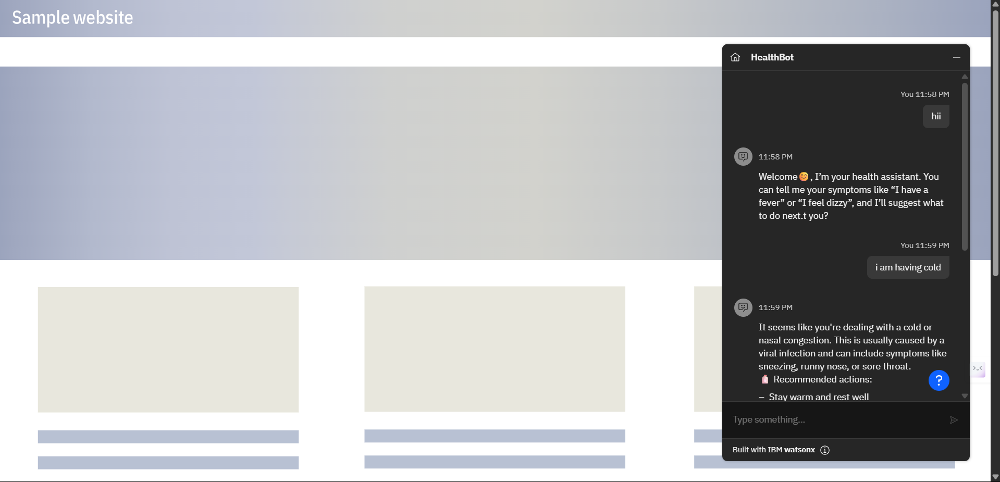 Sample website
HealthBot
You 11:58 PM
hii
11:58 PM
Welcome😊, I’m your health assistant. You
can tell me your symptoms like “I have a
fever” or “I feel dizzy”, and I’ll suggest what
to do next.t you?
You 11:59 PM
i am having cold
11:59 PM
It seems like you're dealing with a cold or
nasal congestion. This is usually caused by a
viral infection and can include symptoms like
sneezing, runny nose, or sore throat.
🧴 Recommended actions:
– Stay warm and rest well
?
Type something...
Built with IBM watsonx